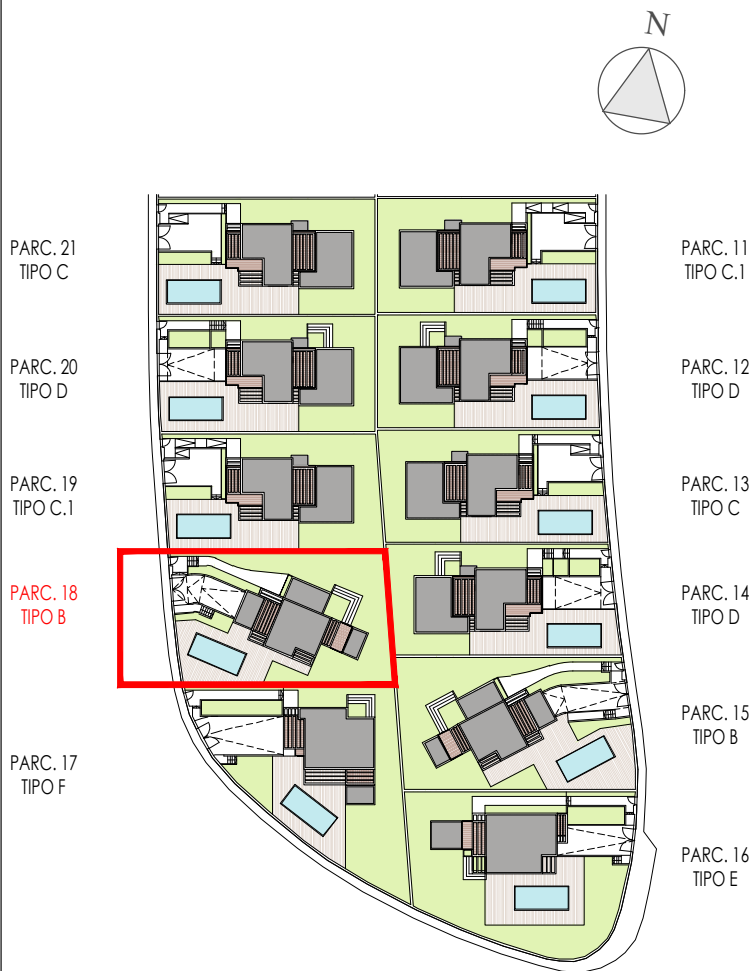 N
PARC. 21
TIPO C
PARC. 11
TIPO C.1
PARC. 20
TIPO D
PARC. 12
TIPO D
PARC. 19
TIPO C.1
PARC. 13
TIPO C
PARC. 18
TIPO B
PARC. 14
TIPO D
PARC. 15
TIPO B
PARC. 17
TIPO F
PARC. 16
TIPO E